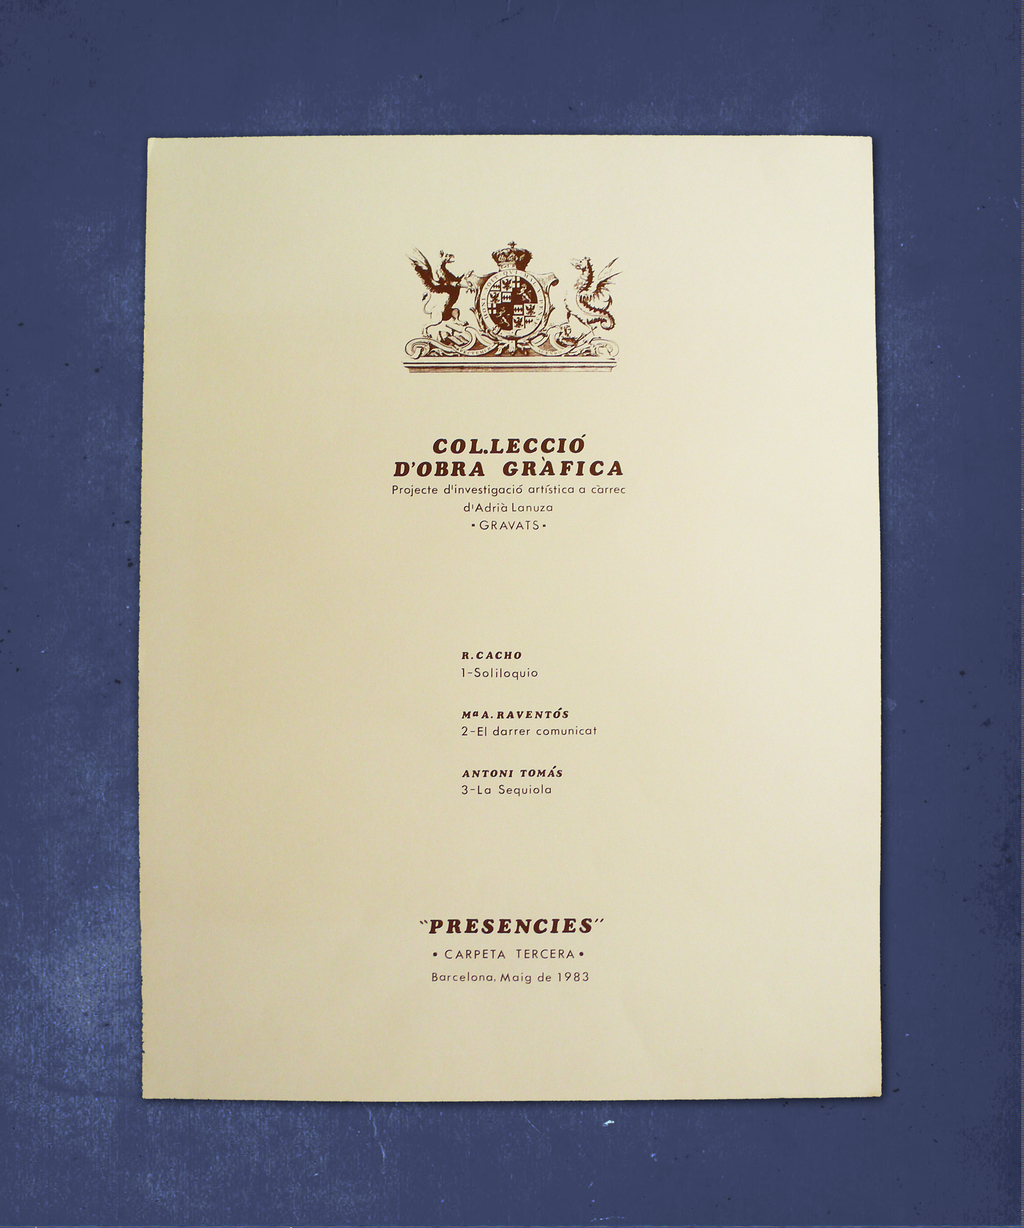 COL.LECCIÓ
D'OBRA GRÀFICA
Projecte d'investigació artística a càrrec
d'Adrià Lanuza
• GRAVATS •
R. CACHO
1-Soliloquio
Mª A. RAVENTÓS
2-El darrer comunicat
ANTONI TOMÁS
3-La Sequiola
"PRESENCIES"
• CARPETA TERCERA •
Barcelona, Maig de 1983